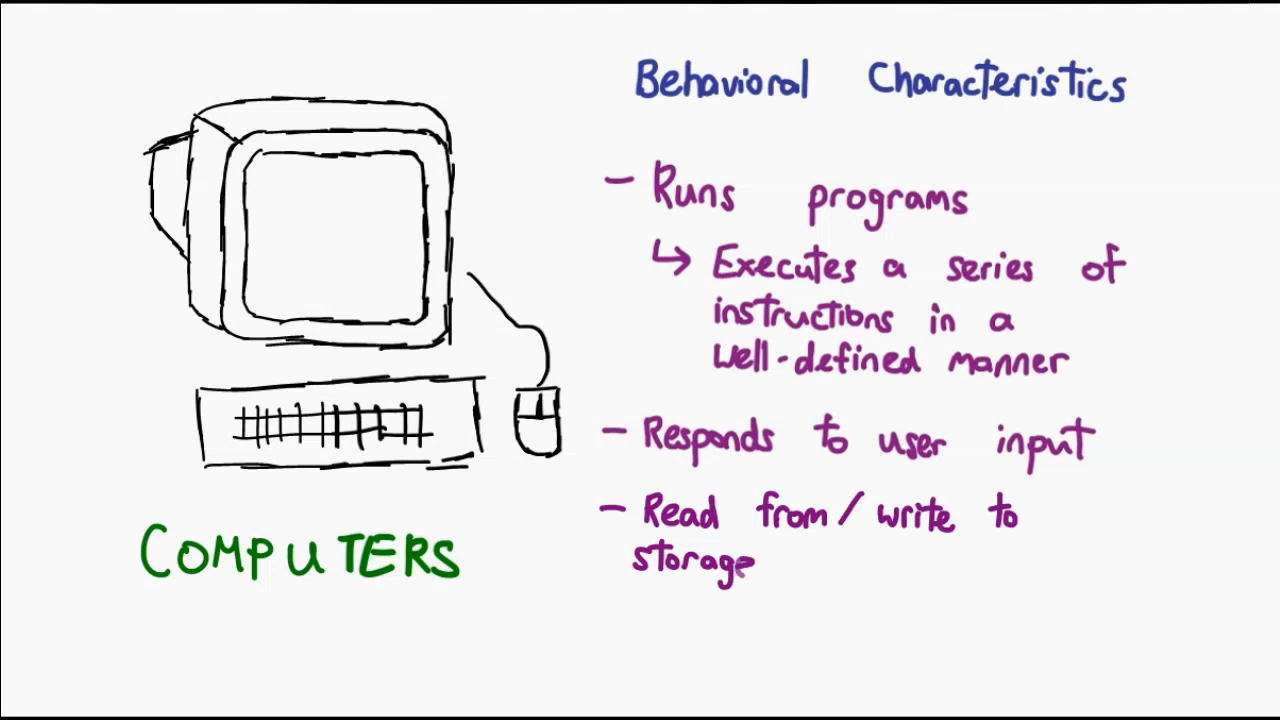 Behavioral Characteristics
- Runs programs
↳ Executes a series of
instructions in a
well-defined manner
- Responds to user input
- Read from/write to
storage
COMPUTERS